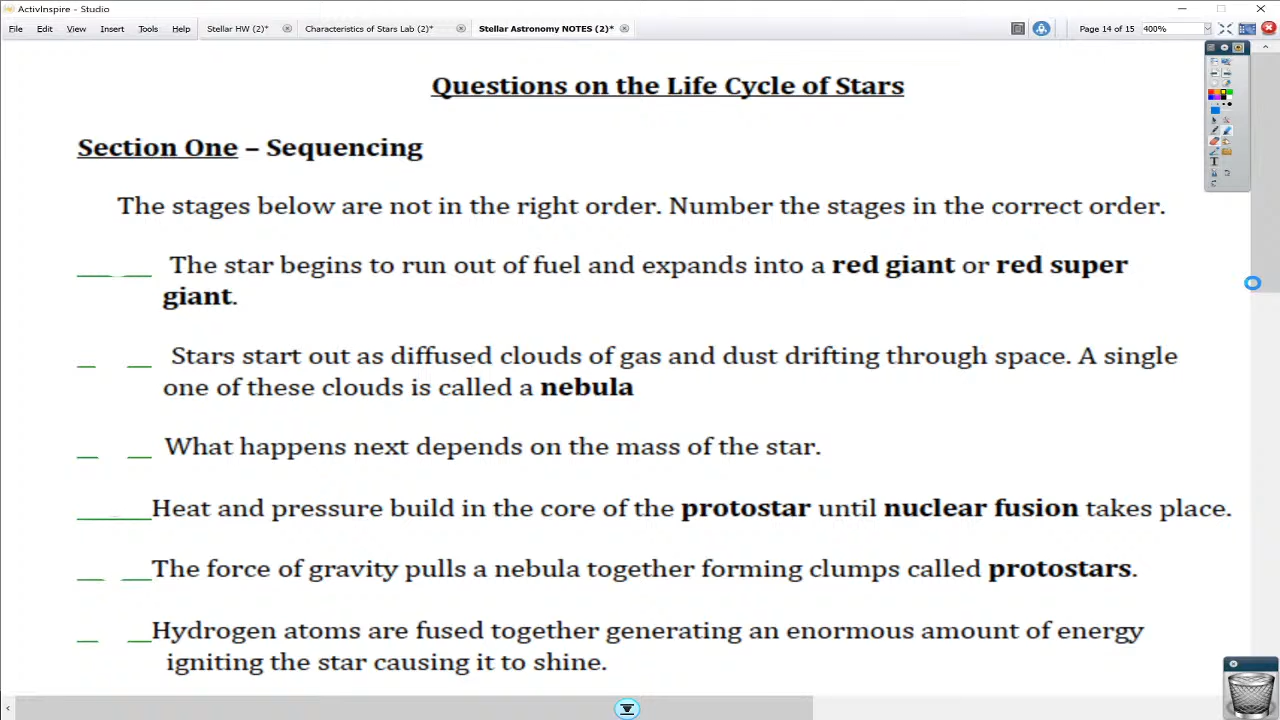 ActivInspire - Studio
File Edit View Insert Tools Help Stellar HW (2)* Characteristics of Stars Lab (2)* Stellar Astronomy NOTES (2)* Page 14 of 15 400%
Questions on the Life Cycle of Stars
Section One – Sequencing
The stages below are not in the right order. Number the stages in the correct order.
The star begins to run out of fuel and expands into a red giant or red super
giant.
Stars start out as diffused clouds of gas and dust drifting through space. A single
one of these clouds is called a nebula
What happens next depends on the mass of the star.
Heat and pressure build in the core of the protostar until nuclear fusion takes place.
The force of gravity pulls a nebula together forming clumps called protostars.
Hydrogen atoms are fused together generating an enormous amount of energy
igniting the star causing it to shine.